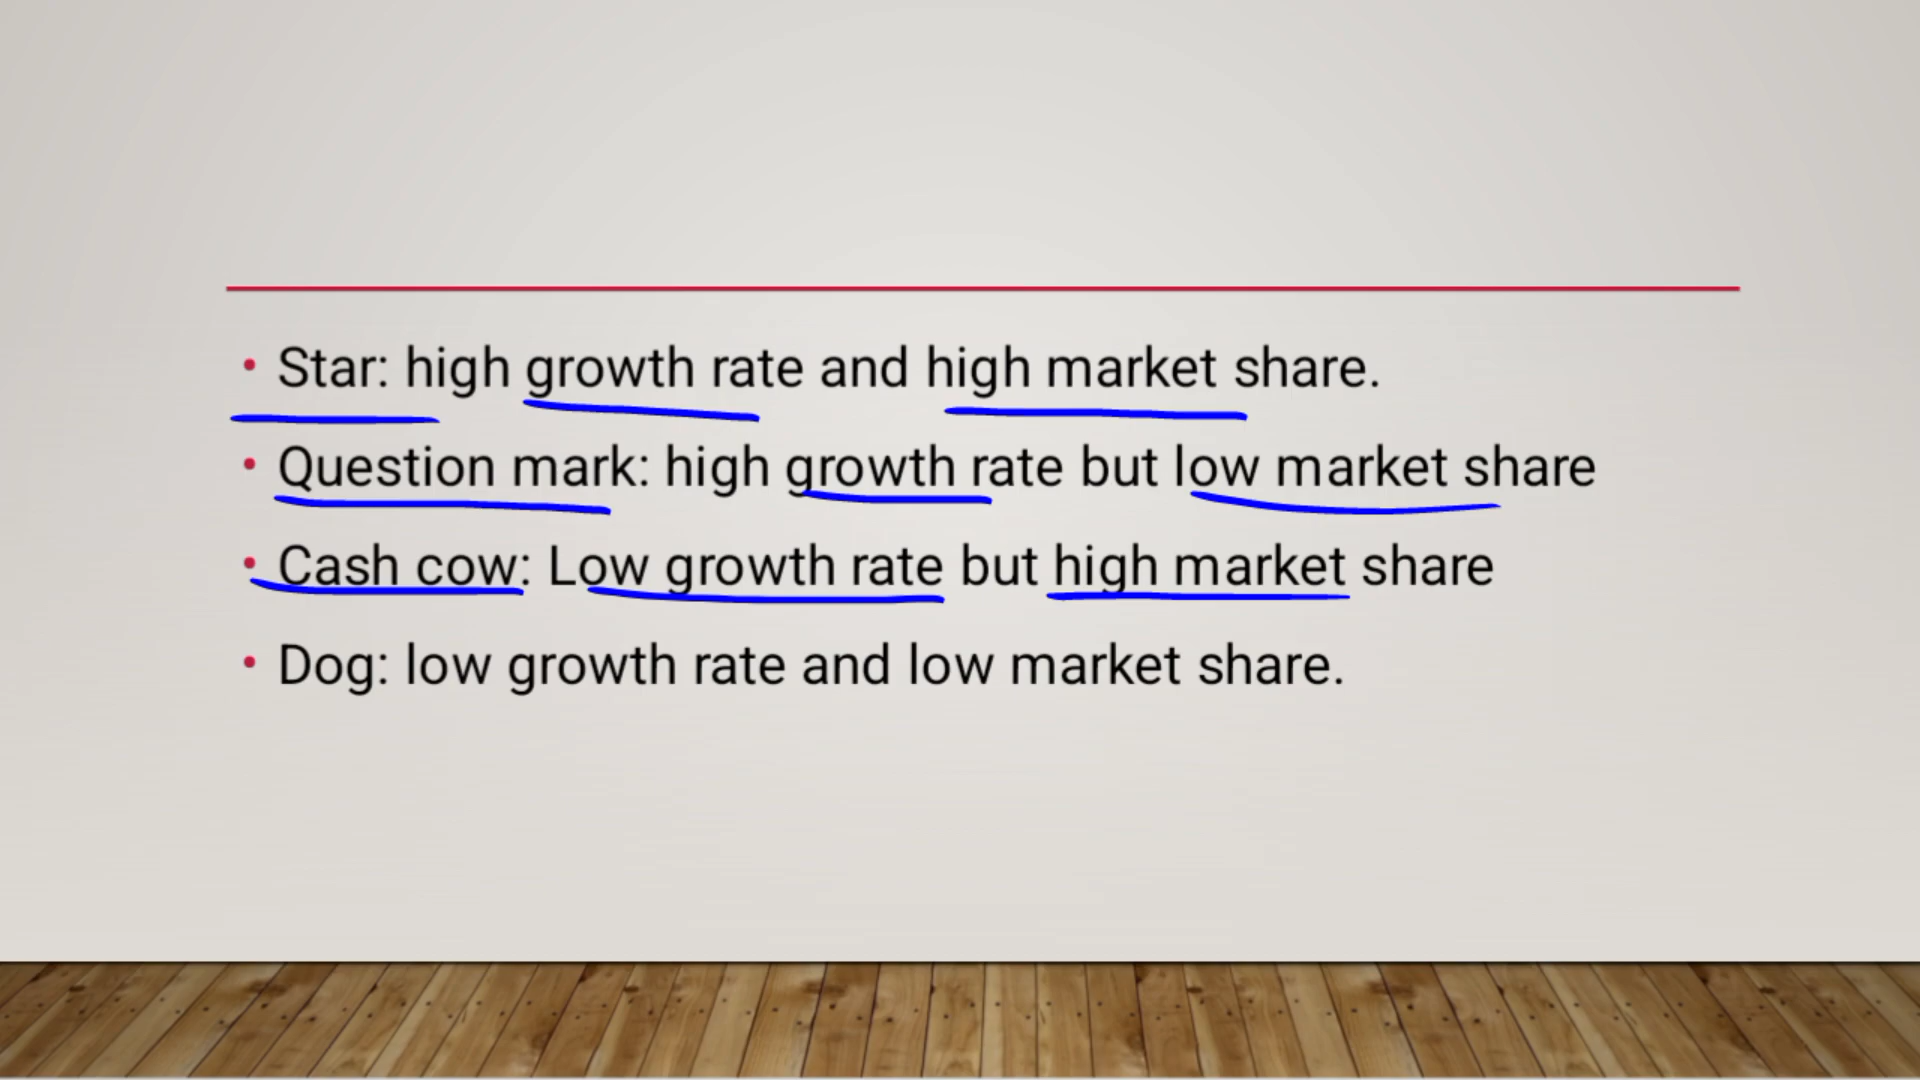 • Star: high growth rate and high market share.
• Question mark: high growth rate but low market share
• Cash cow: Low growth rate but high market share
• Dog: low growth rate and low market share.